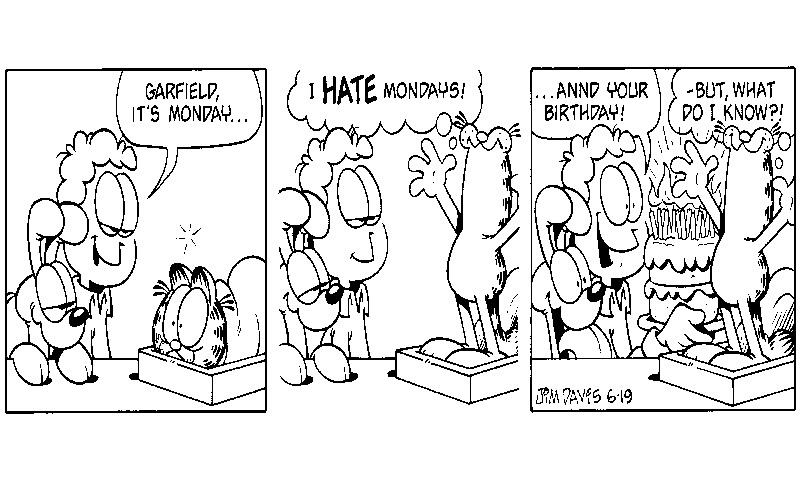 GARFIELD,
IT'S MONDAY...
I HATE MONDAYS!
...ANND YOUR
BIRTHDAY!
-BUT, WHAT
DO I KNOW?!
JIM DAVIS 6-19